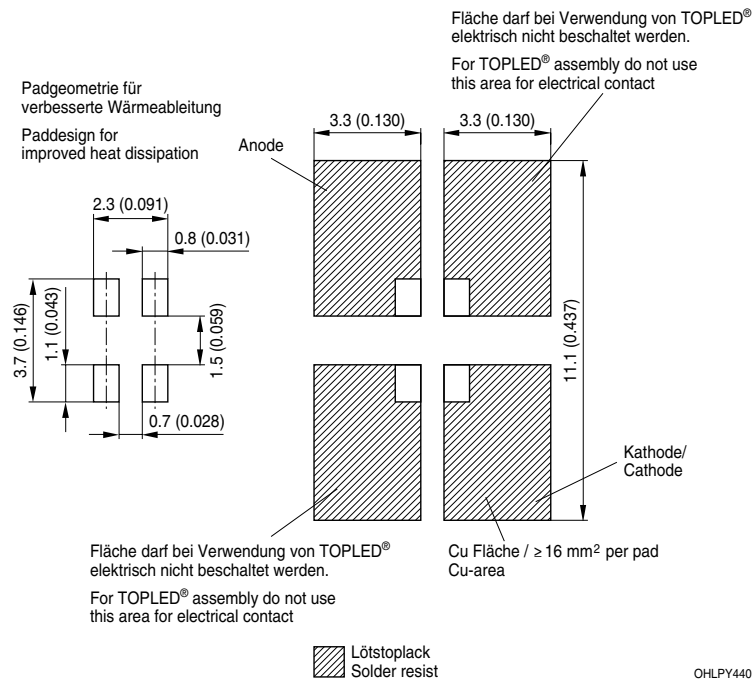 Fläche darf bei Verwendung von TOPLED®
elektrisch nicht beschaltet werden.
For TOPLED® assembly do not use
this area for electrical contact
Padgeometrie für
verbesserte Wärmeableitung
Paddesign for
improved heat dissipation
Anode
3.3 (0.130)
3.3 (0.130)
2.3 (0.091)
0.8 (0.031)
3.7 (0.146)
1.1 (0.043)
1.5 (0.059)
11.1 (0.437)
0.7 (0.028)
Kathode/
Cathode
Fläche darf bei Verwendung von TOPLED®
elektrisch nicht beschaltet werden.
For TOPLED® assembly do not use
this area for electrical contact
Cu Fläche / ≥ 16 mm² per pad
Cu-area
Lötstoplack
Solder resist
OHLPY440